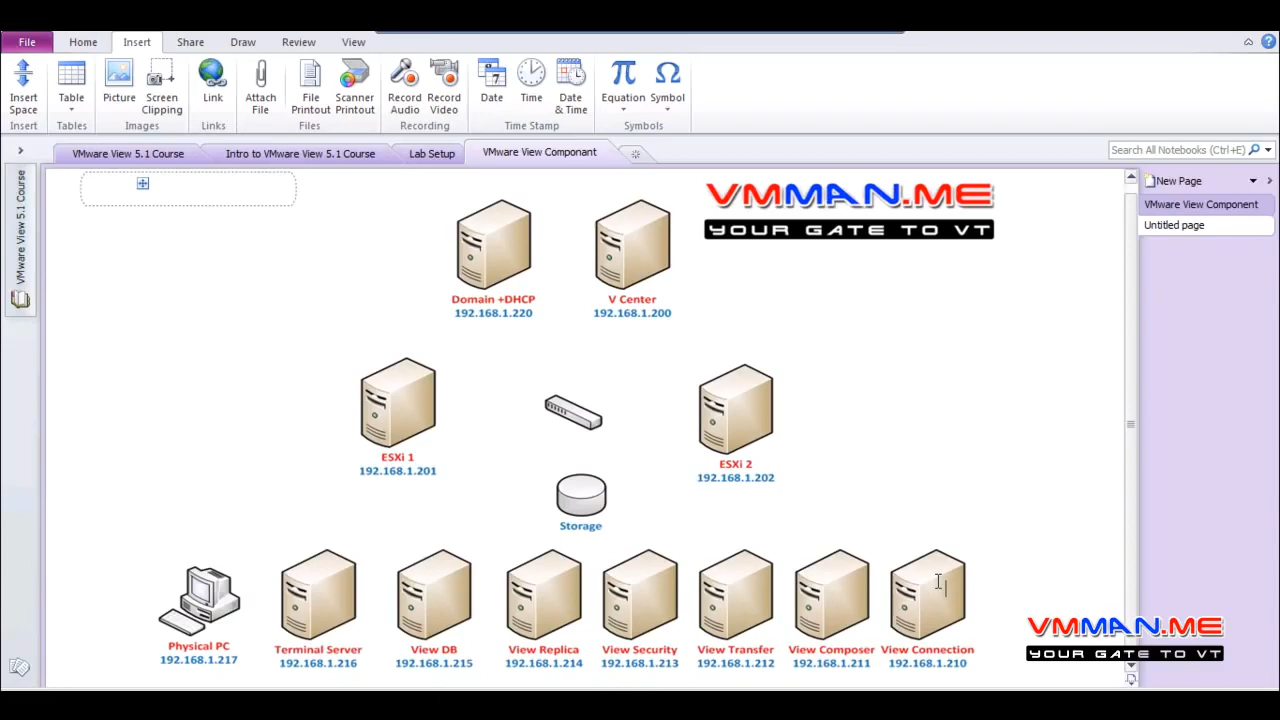 File Home Insert Share Draw Review View
Insert Space
Table
Picture
Screen Clipping
Link
Attach File
File Printout
Scanner Printout
Record Audio
Record Video
7
Date
Time
Date & Time
π
Equation
Ω
Symbol
Insert Tables Images Links Files Recording Time Stamp Symbols
VMware View 5.1 Course
Intro to VMware View 5.1 Course
Lab Setup
VMware View Componant
Search All Notebooks (Ctrl+E)
VMware View 5.1 Course
New Page
VMware View Component
Untitled page
VMMAN.ME
YOUR GATE TO VT
Domain +DHCP
192.168.1.220
V Center
192.168.1.200
ESXi 1
192.168.1.201
ESXi 2
192.168.1.202
Storage
Physical PC
192.168.1.217
Terminal Server
192.168.1.216
View DB
192.168.1.215
View Replica
192.168.1.214
View Security
192.168.1.213
View Transfer
192.168.1.212
View Composer
192.168.1.211
View Connection
192.168.1.210
VMMAN.ME
YOUR GATE TO VT